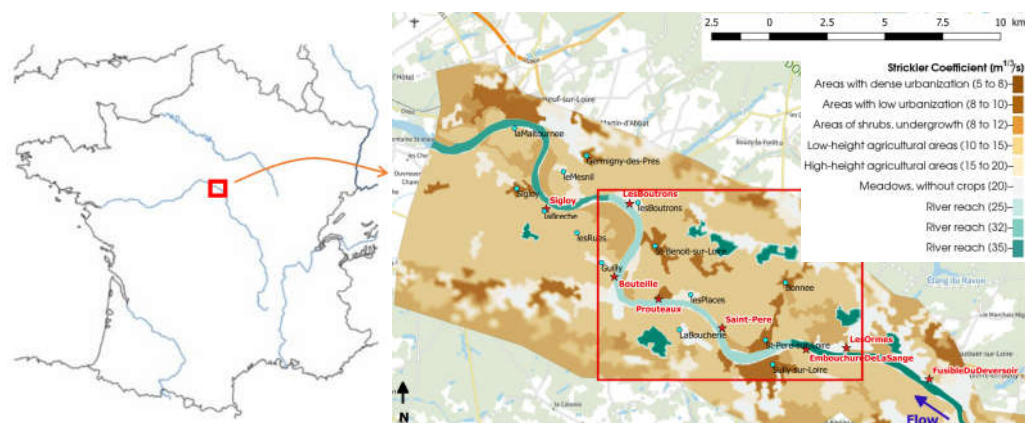 2.5 0 2.5 5 7.5 10 km
Strickler Coefficient (m1/3/s)
Areas with dense urbanization (5 to 8)
Areas with low urbanization (8 to 10)
Areas of shrubs, undergrowth (8 to 12)
Low-height agricultural areas (10 to 15)
High-height agricultural areas (15 to 20)
Meadows, without crops (20)
River reach (25)
River reach (32)
River reach (35)
laMaltournee
Germigny-des-Pres
leMesnil
Sigloy
Sigloy
laBreche
LesBoutrons
lesBoutrons
lesRues
St-Benoit-sur-Loire
Guilly
Bouteille
Bonnee
lesPlaces
Prouteaux
Saint-Pere
LaBoucherie
St-Pere-sur-Loire
LesOrmes
EmbouchureDeLaSange
Sully-sur-Loire
FusibleDuDeversoir
Flow
N